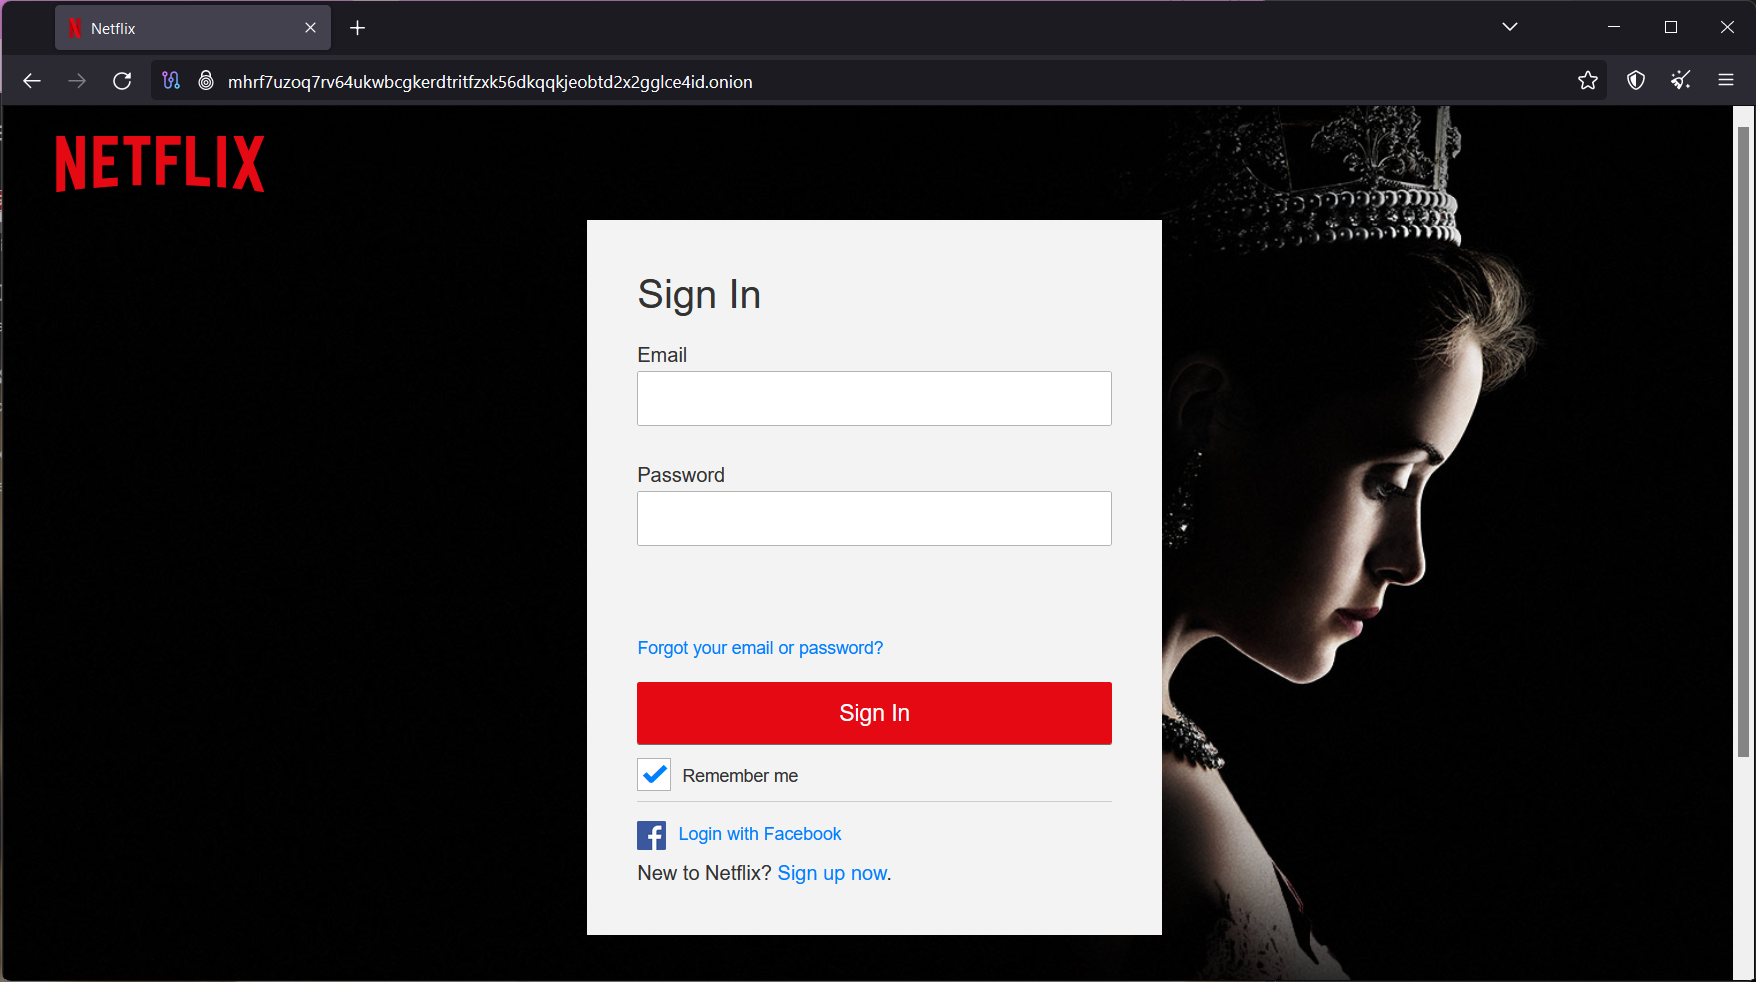 Netflix
mhrf7uzoq7rv64ukwbcgkerdtritfzxk56dkqqkjeobtd2x2gglce4id.onion
NETFLIX
Sign In
Email
Password
Forgot your email or password?
Sign In
Remember me
Login with Facebook
New to Netflix? Sign up now.